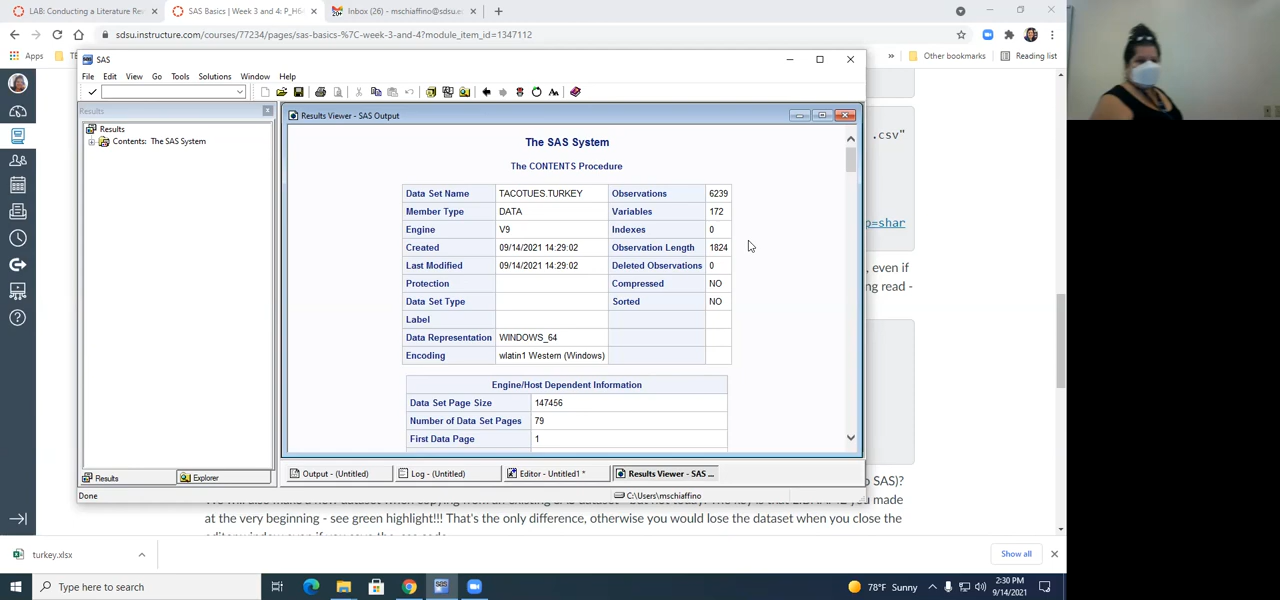 LAB: Conducting a Literature Re
SAS Basics | Week 3 and 4: P_H6
Inbox (26) - mschiaffino@sdsu.e
sdsu.instructure.com/courses/77234/pages/sas-basics-%7C-week-3-and-4?module_item_id=1347112
Apps
Other bookmarks
Reading list
SAS
File Edit View Go Tools Solutions Window Help
Results
Results
Contents: The SAS System
Results Viewer - SAS Output
The SAS System
The CONTENTS Procedure
Data Set Name TACOTUES.TURKEY Observations 6239
Member Type DATA Variables 172
Engine V9 Indexes 0
Created 09/14/2021 14:29:02 Observation Length 1824
Last Modified 09/14/2021 14:29:02 Deleted Observations 0
Protection Compressed NO
Data Set Type Sorted NO
Label
Data Representation WINDOWS_64
Encoding wlatin1 Western (Windows)
Engine/Host Dependent Information
Data Set Page Size 147456
Number of Data Set Pages 79
First Data Page 1
.csv"
p=shar
, even if
ng read -
Results Explorer
Output - (Untitled) Log - (Untitled) Editor - Untitled1 * Results Viewer - SAS ...
Done C:\Users\mschiaffino
o SAS)?
you made
at the very beginning - see green highlight!!! That's the only difference, otherwise you would lose the dataset when you close the
turkey.xlsx
Show all
Type here to search
78°F Sunny
2:30 PM
9/14/2021